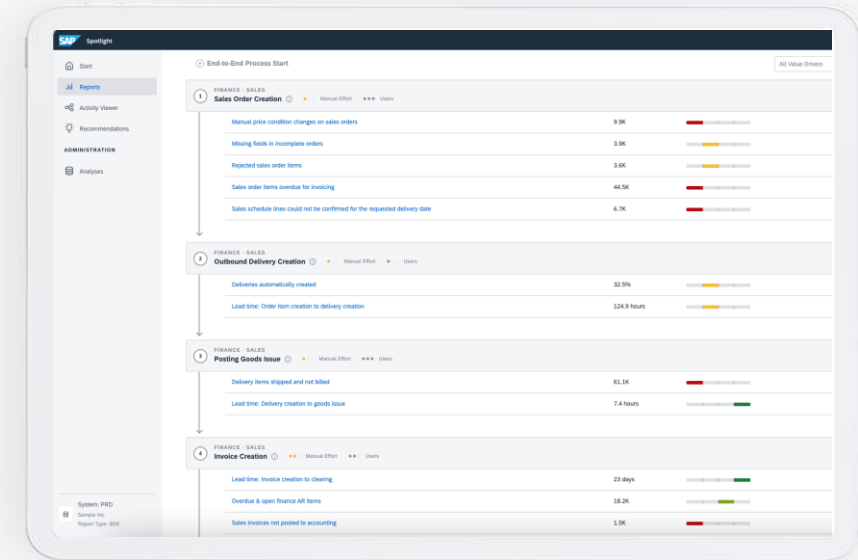 SAP Spotlight
Start
Reports
Activity Viewer
Recommendations
ADMINISTRATION
Analyses
System: PRD
Sample Inc.
Report Type: BSR
End-to-End Process Start
All Value Drivers
1
FINANCE - SALES
Sales Order Creation Manual Effort Users
Manual price condition changes on sales orders 9.9K
Missing fields in incomplete orders 3.9K
Rejected sales order items 3.6K
Sales order items overdue for invoicing 44.5K
Sales schedule lines could not be confirmed for the requested delivery date 6.7K
2
FINANCE - SALES
Outbound Delivery Creation Manual Effort Users
Deliveries automatically created 32.5%
Lead time: Order item creation to delivery creation 124.9 hours
3
FINANCE - SALES
Posting Goods Issue Manual Effort Users
Delivery items shipped and not billed 61.1K
Lead time: Delivery creation to goods issue 7.4 hours
4
FINANCE - SALES
Invoice Creation Manual Effort Users
Lead time: Invoice creation to clearing 23 days
Overdue & open finance AR items 18.2K
Sales invoices not posted to accounting 1.5K